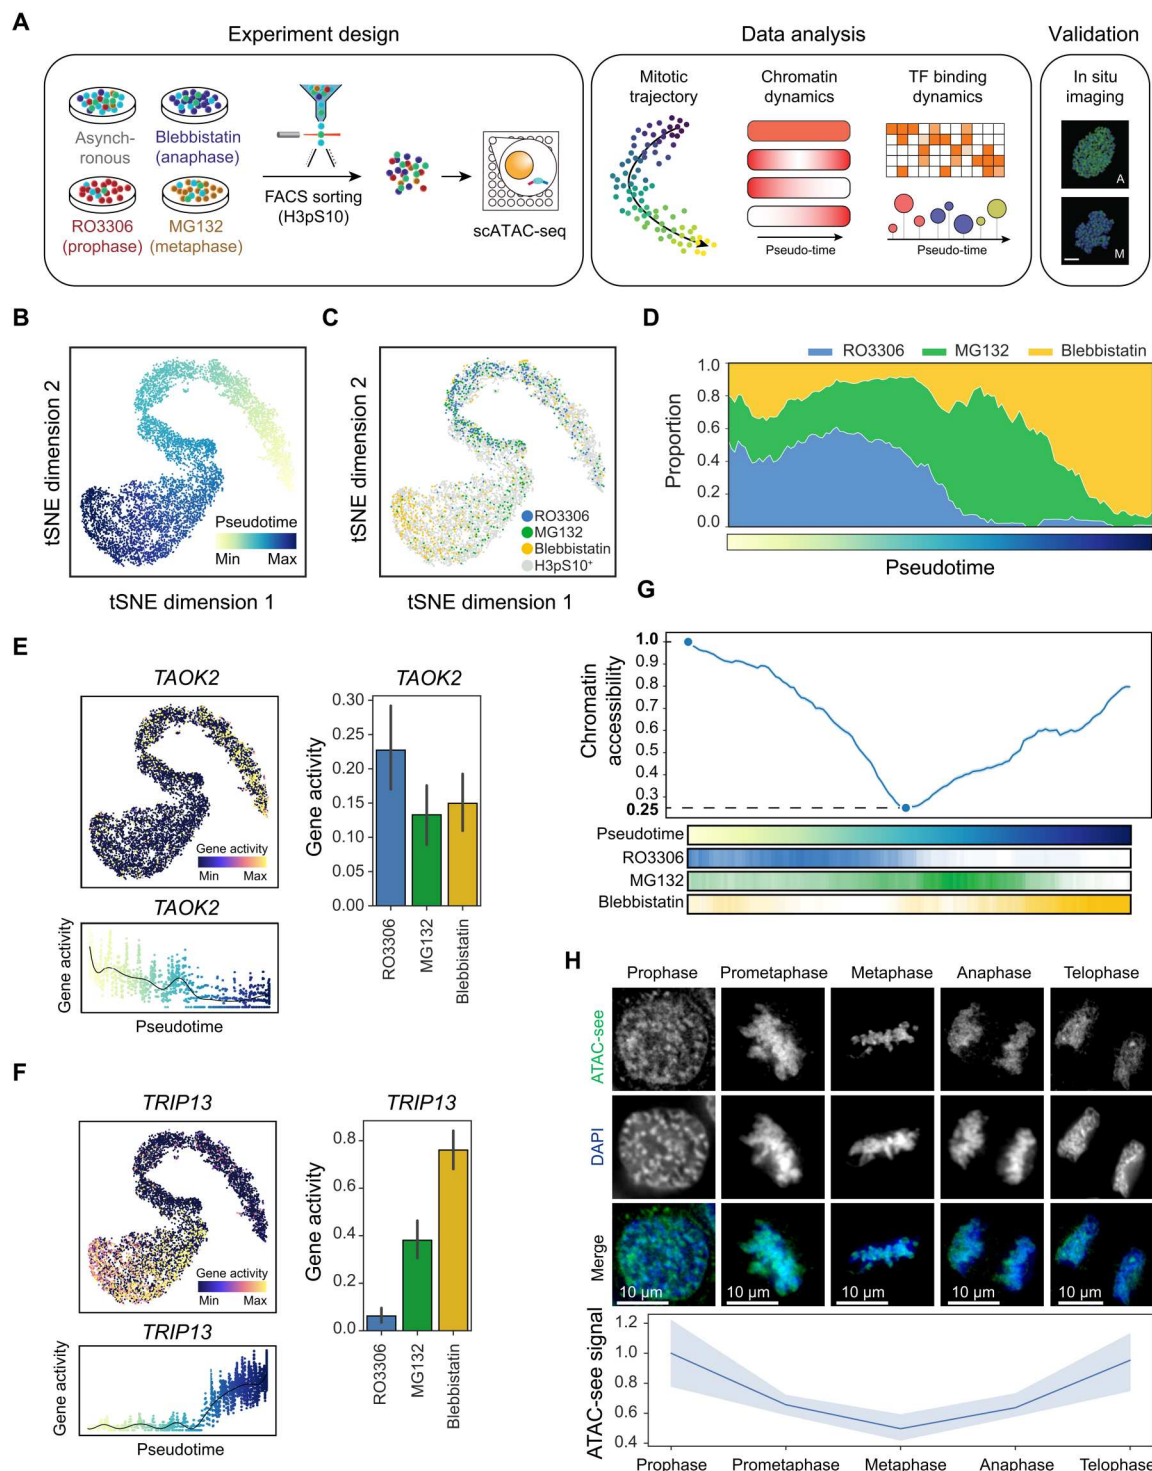 A
Experiment design
Data analysis
Validation
Asynch-
ronous
Blebbistatin
(anaphase)
RO3306
(prophase)
MG132
(metaphase)
FACS sorting
(H3pS10)
scATAC-seq
Mitotic
trajectory
Chromatin
dynamics
Pseudo-time
TF binding
dynamics
Pseudo-time
In situ
imaging
A
M
B
tSNE dimension 2
Pseudotime
Min Max
tSNE dimension 1
C
tSNE dimension 2
RO3306
MG132
Blebbistatin
H3pS10⁺
tSNE dimension 1
D
RO3306 MG132 Blebbistatin
Proportion
1.0
0.8
0.6
0.4
0.2
0.0
Pseudotime
E
TAOK2
Gene activity
Min Max
TAOK2
Gene activity
Pseudotime
TAOK2
Gene activity
0.30
0.25
0.20
0.15
0.10
0.05
0.00
RO3306
MG132
Blebbistatin
F
TRIP13
Gene activity
Min Max
TRIP13
Gene activity
Pseudotime
TRIP13
Gene activity
0.8
0.6
0.4
0.2
0.0
RO3306
MG132
Blebbistatin
G
Chromatin
accessibility
1.0
0.9
0.8
0.7
0.6
0.5
0.4
0.3
0.25
Pseudotime
RO3306
MG132
Blebbistatin
H
Prophase Prometaphase Metaphase Anaphase Telophase
ATAC-see
DAPI
Merge
10 µm 10 µm 10 µm 10 µm 10 µm
ATAC-see signal
1.2
1.0
0.8
0.6
0.4
Prophase Prometaphase Metaphase Anaphase Telophase